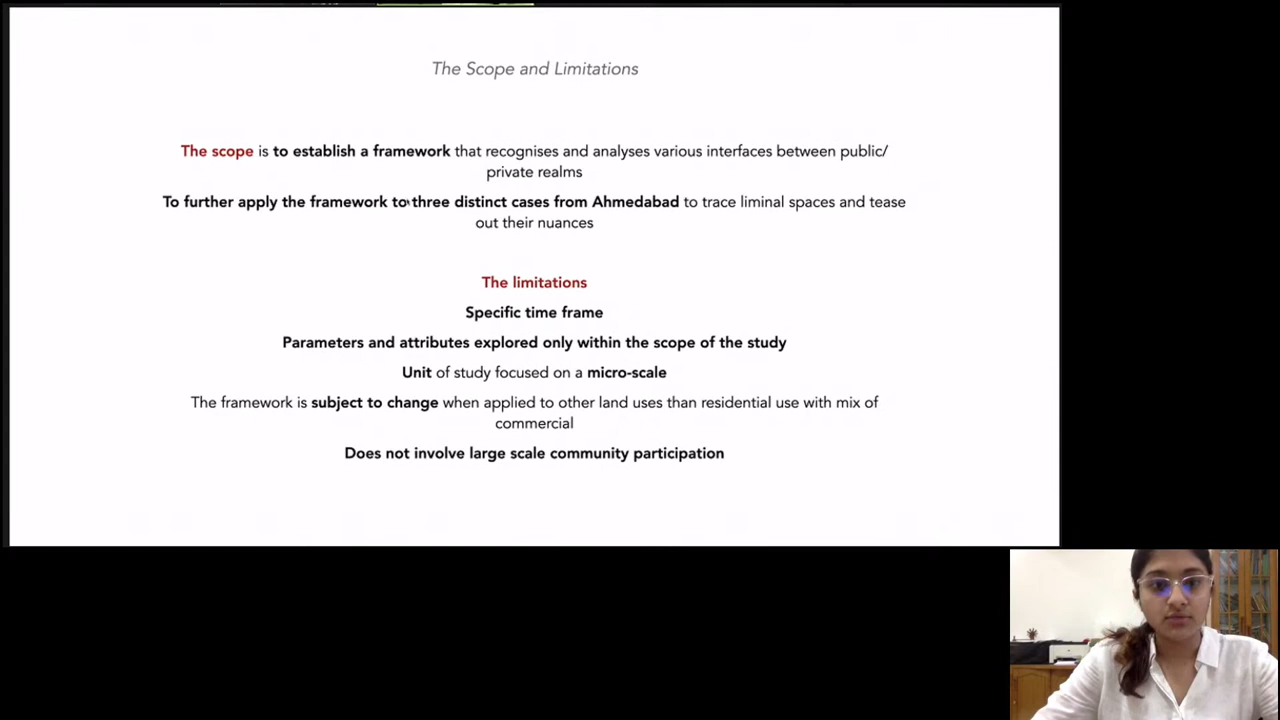 The Scope and Limitations
The scope is to establish a framework that recognises and analyses various interfaces between public/
private realms
To further apply the framework to three distinct cases from Ahmedabad to trace liminal spaces and tease
out their nuances
The limitations
Specific time frame
Parameters and attributes explored only within the scope of the study
Unit of study focused on a micro-scale
The framework is subject to change when applied to other land uses than residential use with mix of
commercial
Does not involve large scale community participation